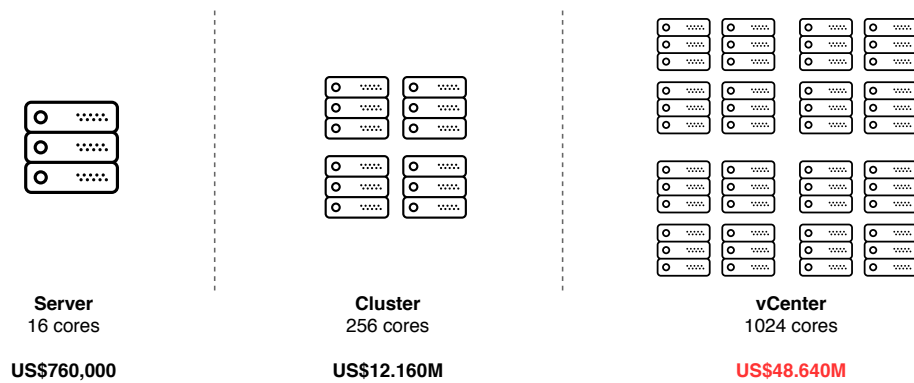 Server
16 cores
US$760,000
Cluster
256 cores
US$12.160M
vCenter
1024 cores
US$48.640M